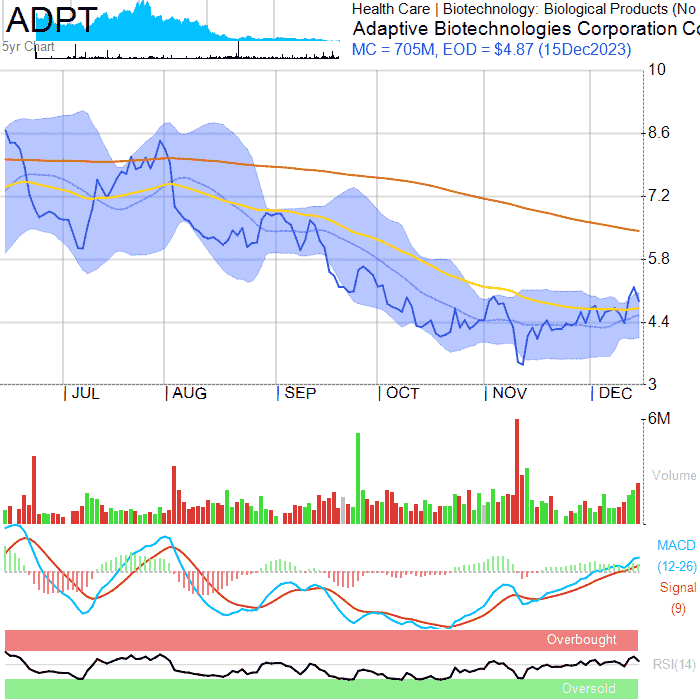 ADPT
5yr Chart
Health Care | Biotechnology: Biological Products (No
Adaptive Biotechnologies Corporation Co
MC = 705M, EOD = $4.87 (15Dec2023)
10
8.6
7.2
5.8
4.4
3
JUL AUG SEP OCT NOV DEC
6M
Volume
MACD
(12-26)
Signal
(9)
Overbought
RSI(14)
Oversold